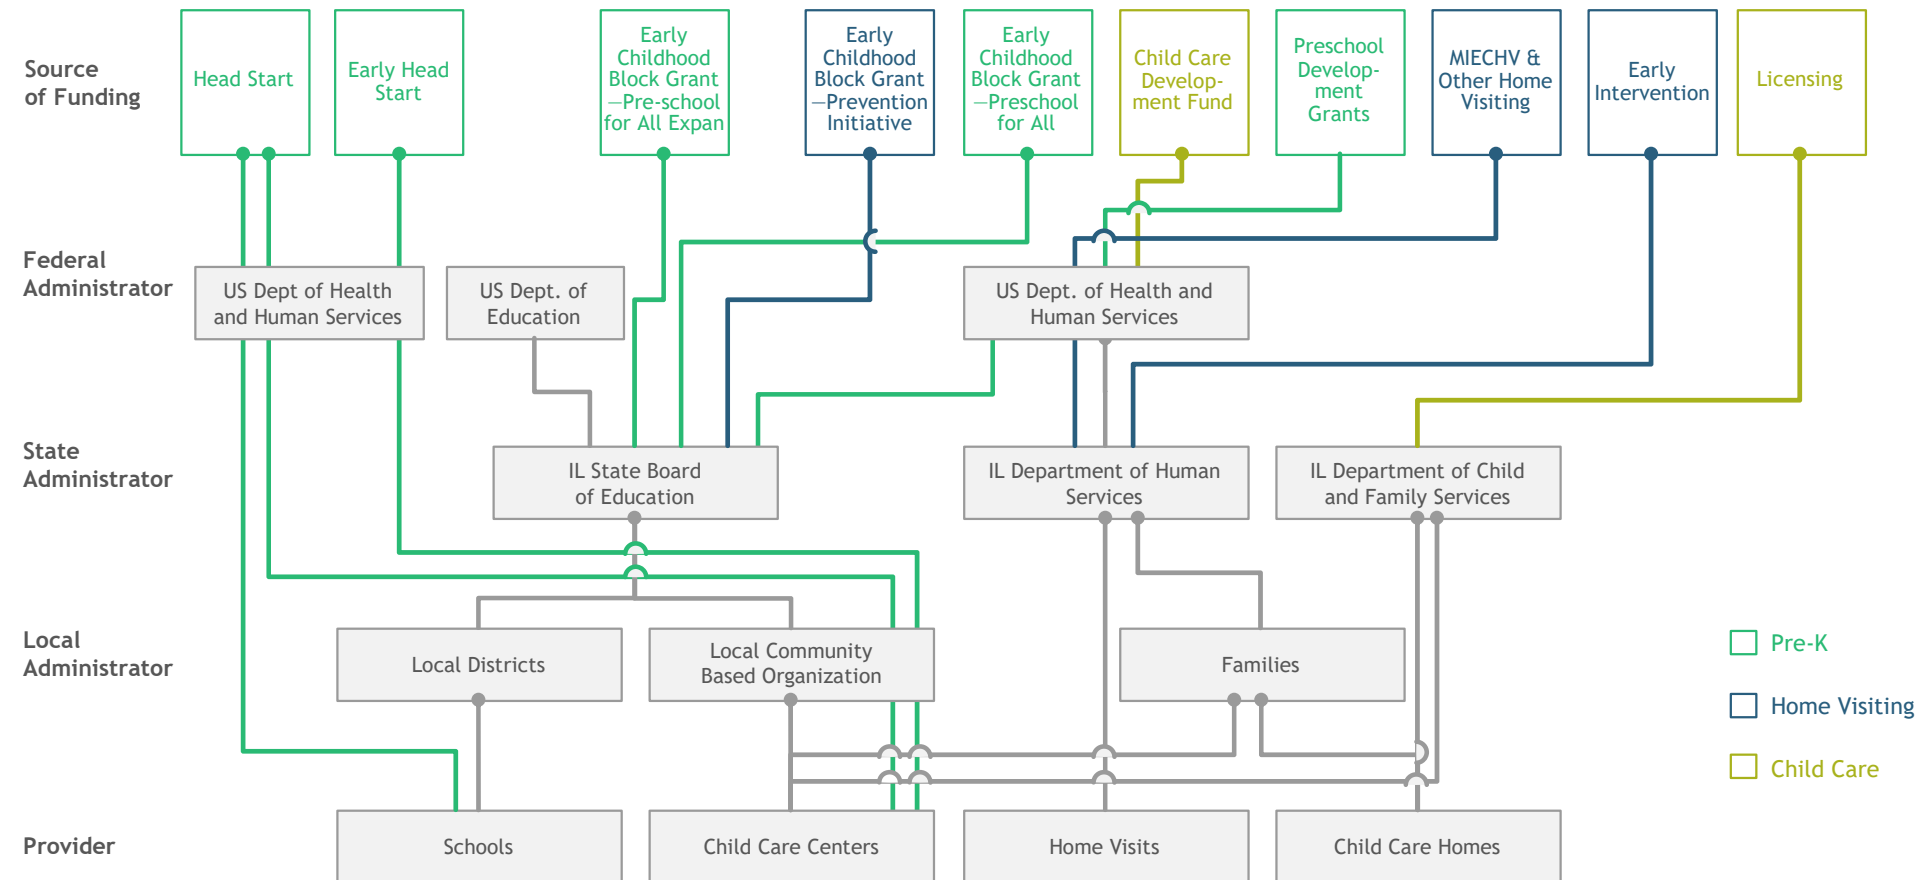 Source
of Funding
Head Start
Early Head
Start
Early
Childhood
Block Grant
—Pre-school
for All Expan
Early
Childhood
Block Grant
—Prevention
Initiative
Early
Childhood
Block Grant
—Preschool
for All
Child Care
Develop-
ment Fund
Preschool
Develop-
ment
Grants
MIECHV &
Other Home
Visiting
Early
Intervention
Licensing
Federal
Administrator
US Dept of Health
and Human Services
US Dept. of
Education
US Dept. of Health and
Human Services
State
Administrator
IL State Board
of Education
IL Department of Human
Services
IL Department of Child
and Family Services
Local
Administrator
Local Districts
Local Community
Based Organization
Families
Pre-K
Home Visiting
Child Care
Provider
Schools
Child Care Centers
Home Visits
Child Care Homes